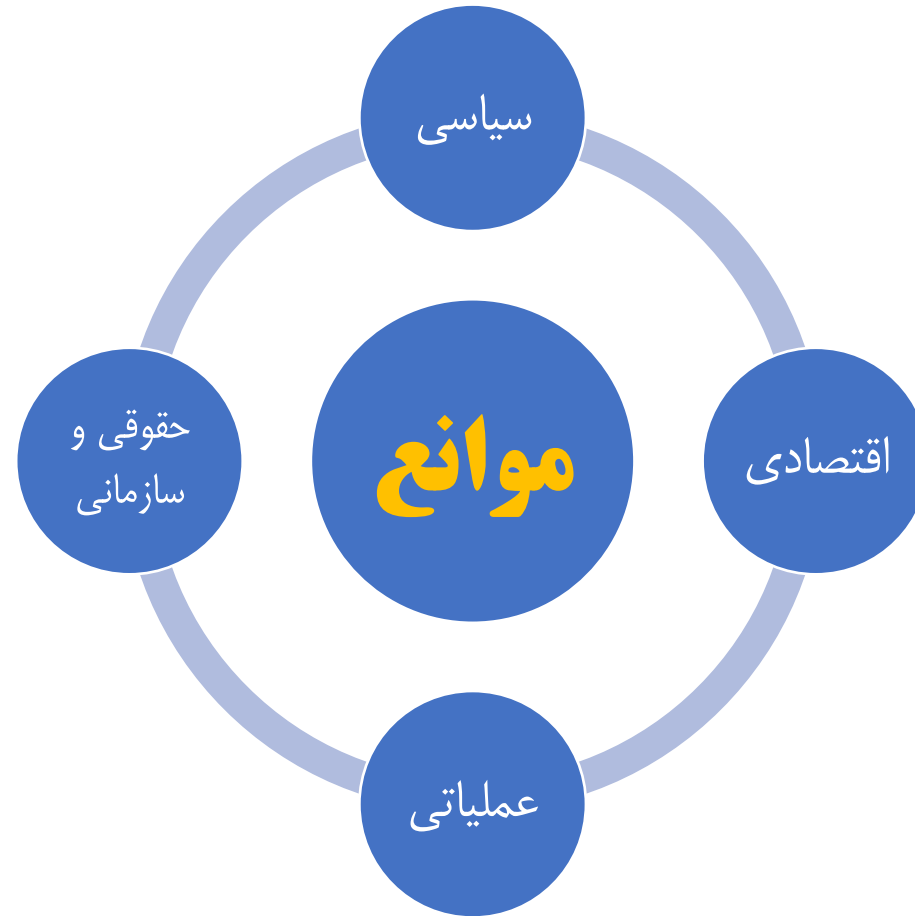 سیاسی
موانع
اقتصادی
عملیاتی
حقوقی و
سازمانی